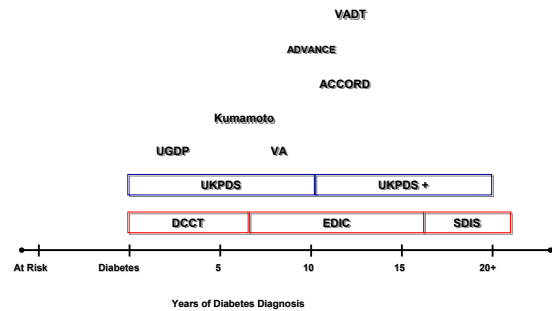 VADT
ADVANCE
ACCORD
Kumamoto
UGDP VA
UKPDS UKPDS +
DCCT EDIC SDIS
At Risk Diabetes 5 10 15 20+
Years of Diabetes Diagnosis